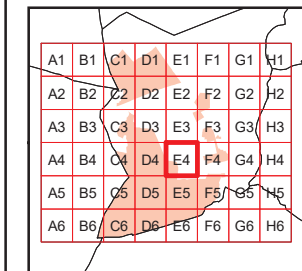 A1 B1 C1 D1 E1 F1 G1 H1
A2 B2 C2 D2 E2 F2 G2 H2
A3 B3 C3 D3 E3 F3 G3 H3
A4 B4 C4 D4 E4 F4 G4 H4
A5 B5 C5 D5 E5 F5 G5 H5
A6 B6 C6 D6 E6 F6 G6 H6